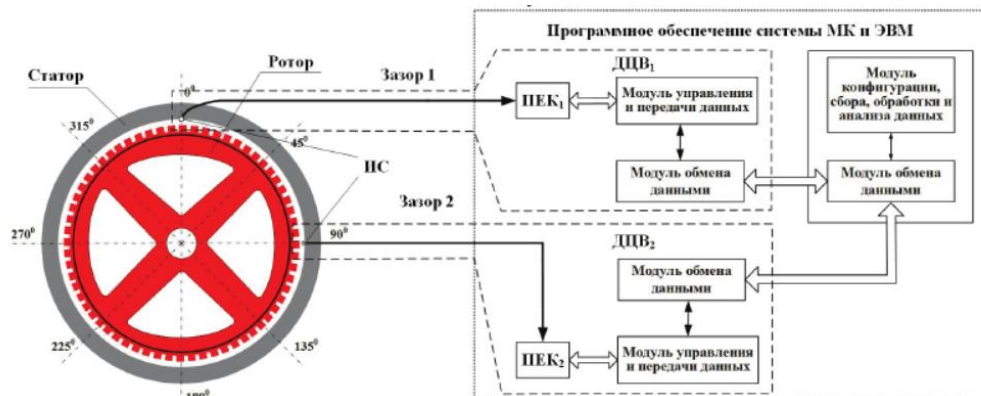 Программное обеспечение системы МК и ЭВМ
Статор
Ротор
Зазор 1
0⁰
315⁰
45⁰
ПС
270⁰
90⁰
Зазор 2
225⁰
135⁰
ДЦВ₁
ПЕК₁
Модуль управления
и передачи данных
Модуль обмена
данными
Модуль
конфигурации,
сбора, обработки и
анализа данных
Модуль обмена
данными
ДЦВ₂
Модуль обмена
данными
ПЕК₂
Модуль управления
и передачи данных